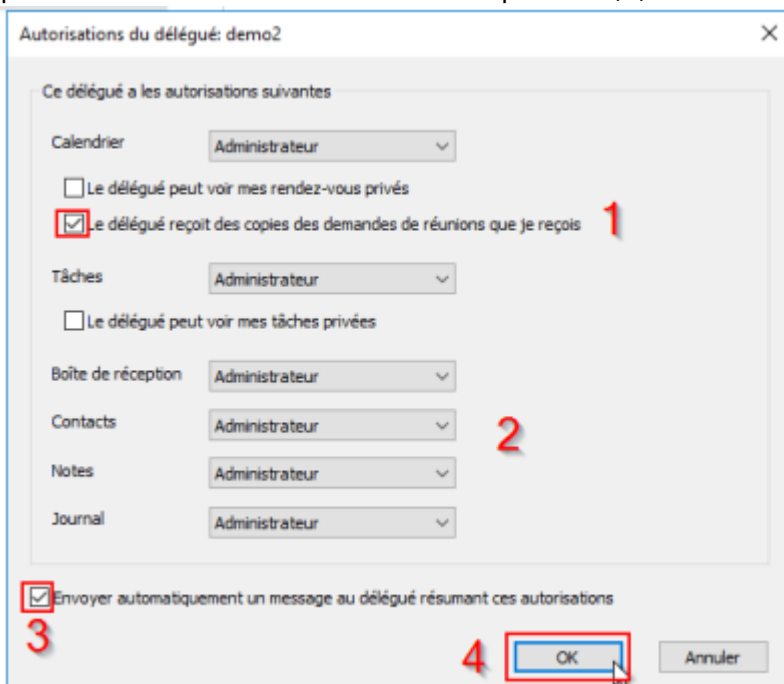 Autorisations du délégué: demo2
Ce délégué a les autorisations suivantes
Calendrier Administrateur
Le délégué peut voir mes rendez-vous privés
Le délégué reçoit des copies des demandes de réunions que je reçois 1
Tâches Administrateur
Le délégué peut voir mes tâches privées
Boîte de réception Administrateur
Contacts Administrateur
2
Notes Administrateur
Journal Administrateur
Envoyer automatiquement un message au délégué résumant ces autorisations
3
4 OK Annuler